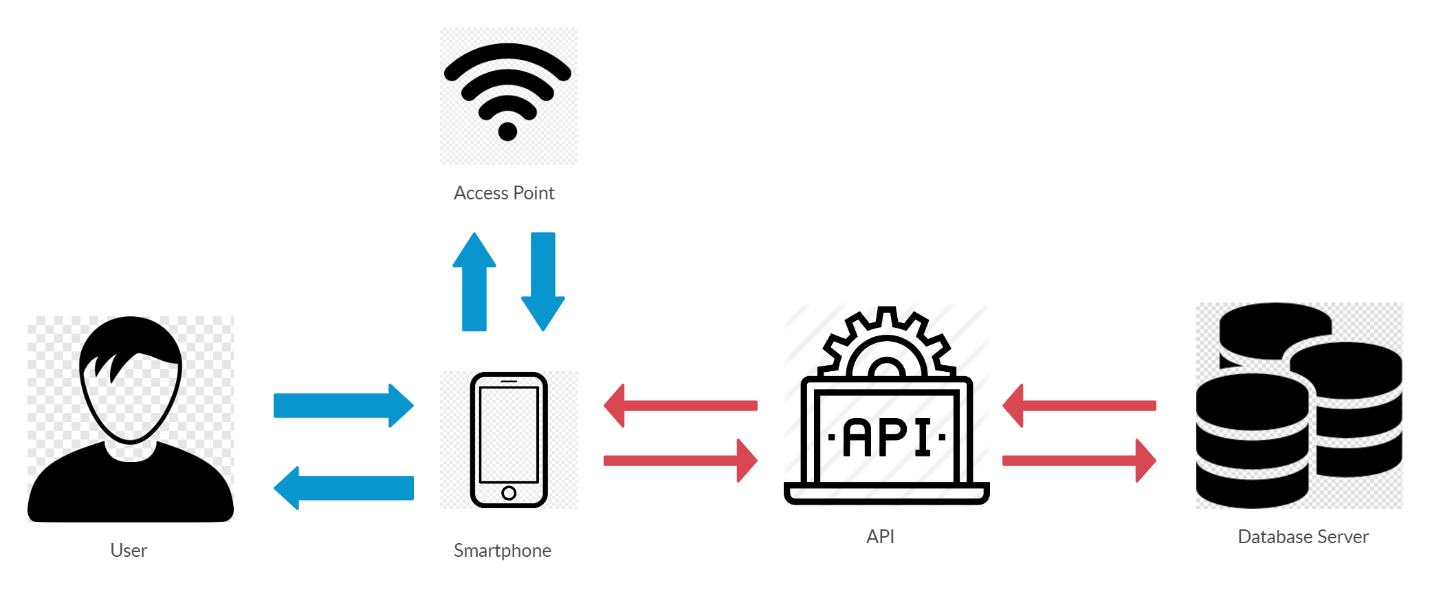 Access Point
·API·
User
Smartphone
API
Database Server